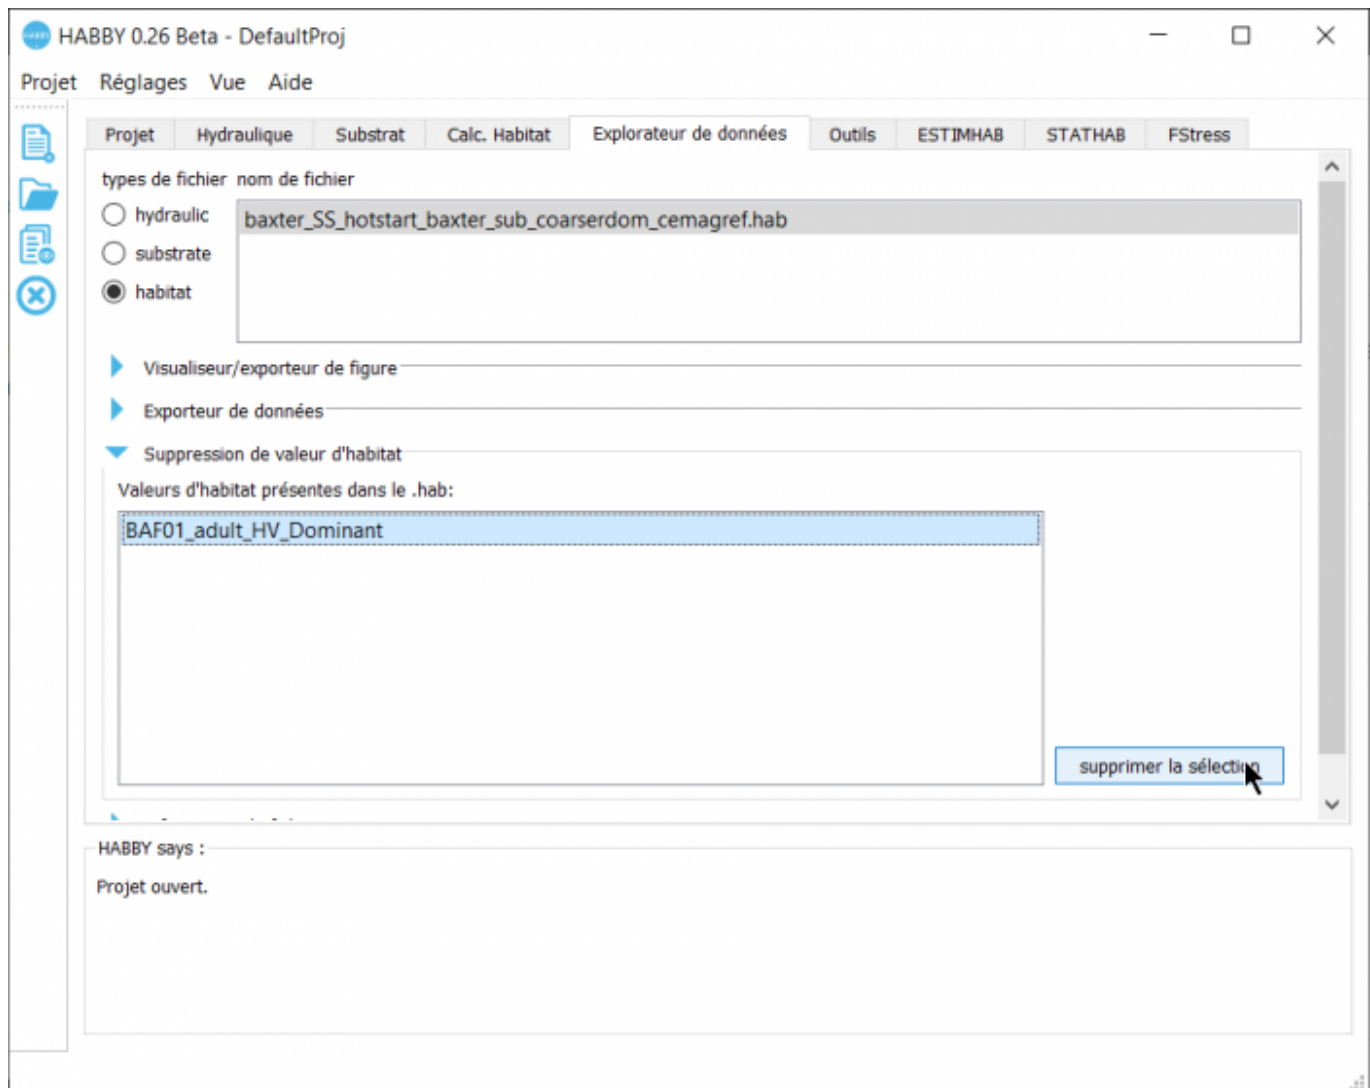 HABBY 0.26 Beta - DefaultProj
Projet Réglages Vue Aide
Projet Hydraulique Substrat Calc. Habitat Explorateur de données Outils ESTIMHAB STATHAB FStress
types de fichier nom de fichier
hydraulic
baxter_SS_hotstart_baxter_sub_coarserdom_cemagref.hab
substrate
habitat
Visualiseur/exporteur de figure
Exporteur de données
Suppression de valeur d'habitat
Valeurs d'habitat présentes dans le .hab:
BAF01_adult_HV_Dominant
supprimer la sélection
HABBY says :
Projet ouvert.